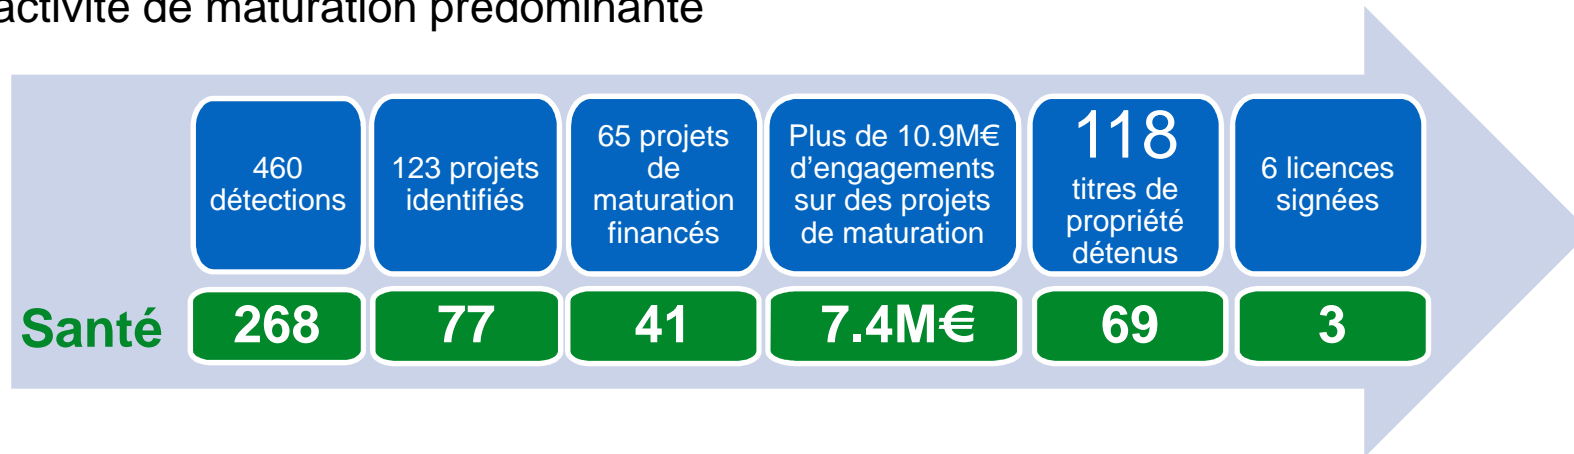 activité de maturation prédominante
460
détections
123 projets
identifiés
65 projets
de
maturation
financés
Plus de 10.9M€
d’engagements
sur des projets
de maturation
118
titres de
propriété
détenus
6 licences
signées
Santé
268
77
41
7.4M€
69
3